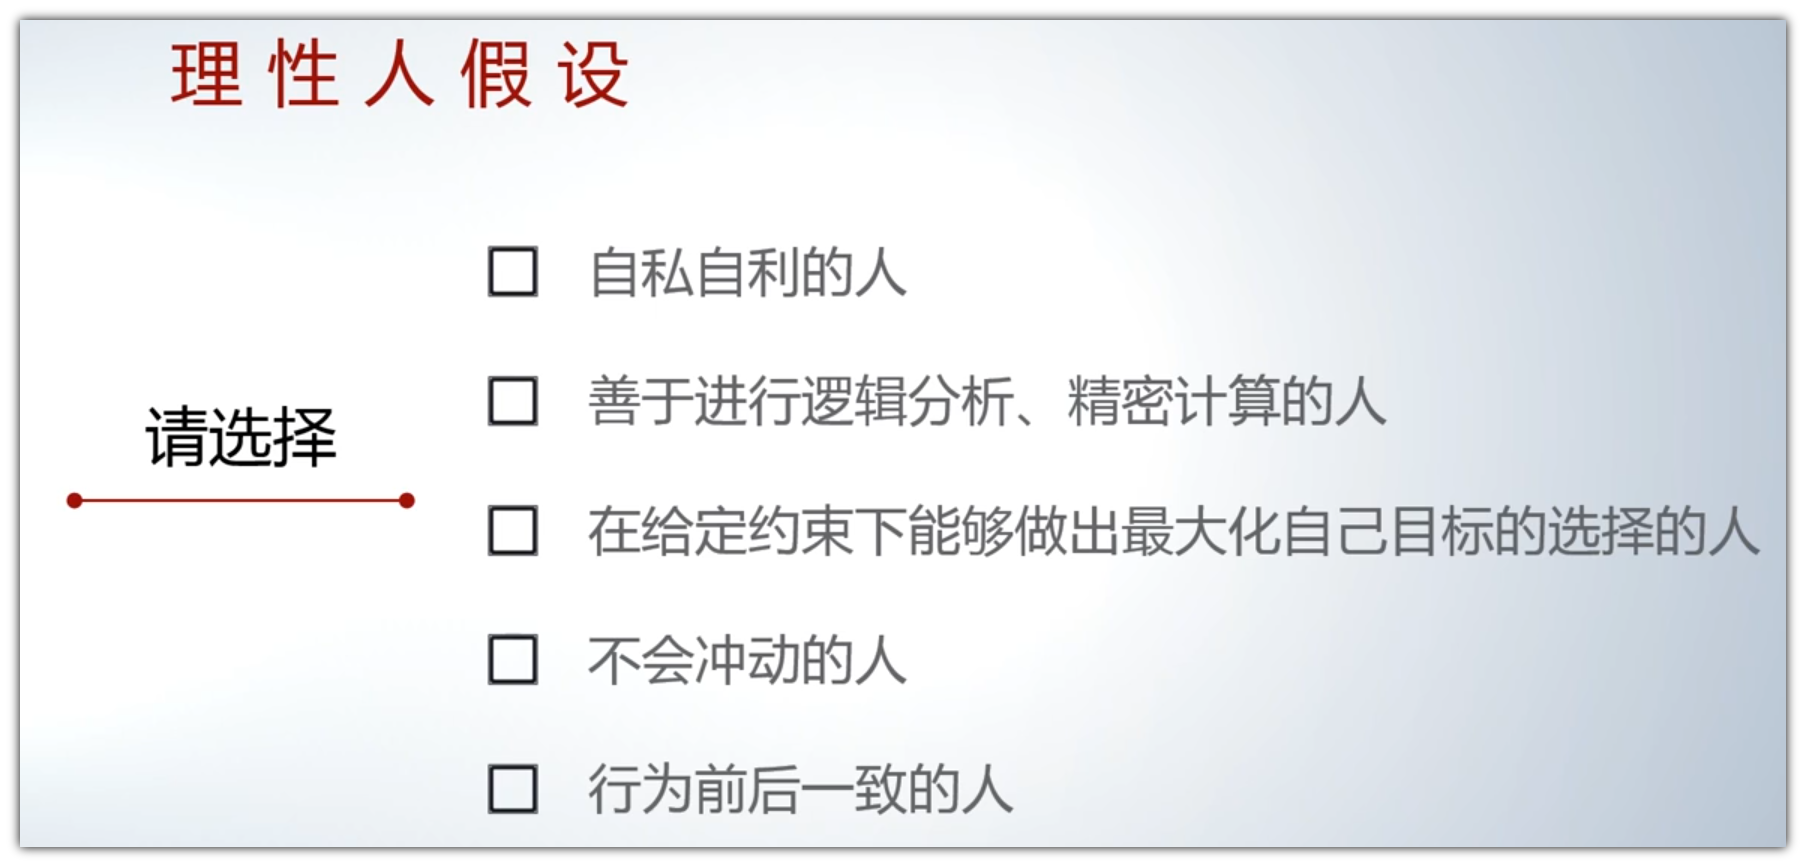 理性人假设
自私自利的人
善于进行逻辑分析、精密计算的人
请选择
在给定约束下能够做出最大化自己目标的选择的人
不会冲动的人
行为前后一致的人